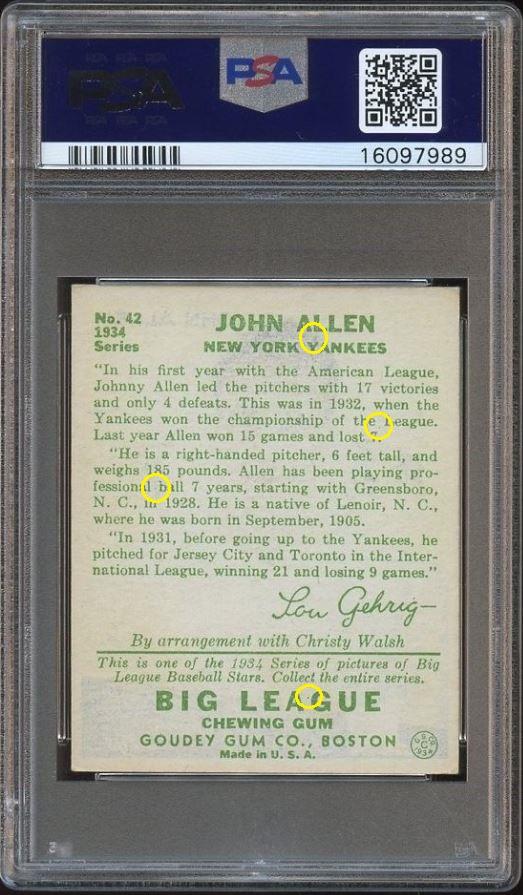 PSA
PSA
16097989
No. 42
1934
Series
JOHN ALLEN
NEW YORK YANKEES
"In his first year with the American League,
Johnny Allen led the pitchers with 17 victories
and only 4 defeats. This was in 1932, when the
Yankees won the championship of the League.
Last year Allen won 15 games and lost
"He is a right-handed pitcher, 6 feet tall, and
weighs 185 pounds. Allen has been playing pro-
fessional ball 7 years, starting with Greensboro,
N. C., in 1928. He is a native of Lenoir, N. C.,
where he was born in September, 1905.
"In 1931, before going up to the Yankees, he
pitched for Jersey City and Toronto in the Inter-
national League, winning 21 and losing 9 games."
Lou Gehrig
By arrangement with Christy Walsh
This is one of the 1934 Series of pictures of Big
League Baseball Stars. Collect the entire series.
BIG LEAGUE
CHEWING GUM
GOUDEY GUM CO., BOSTON
Made in U. S. A.